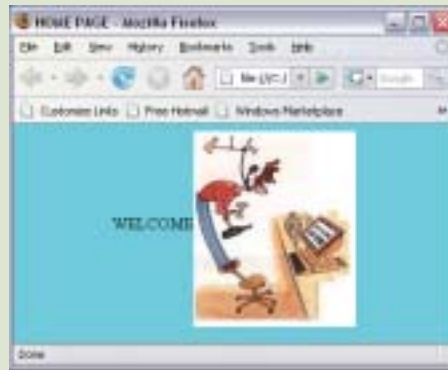 HOME PAGE - Mozilla Firefox
File Edit View History Bookmarks Tools Help
Customize Links Free Hotmail Windows Marketplace
WELCOME
Done